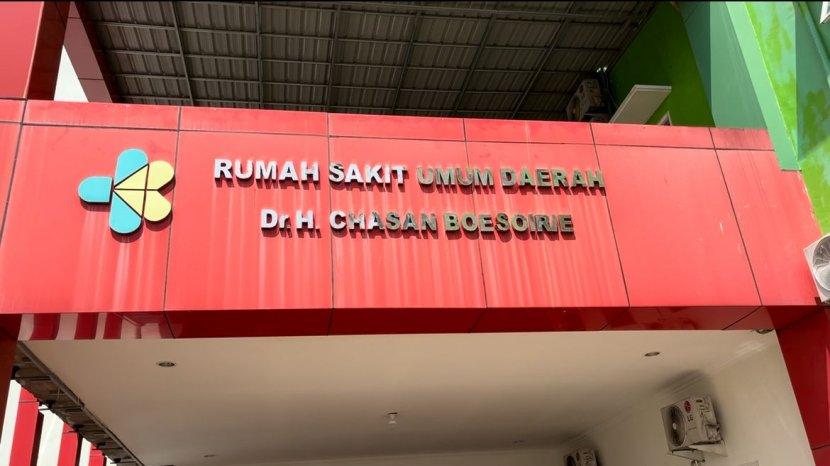 RUMAH SAKIT UMUM DAERAH
Dr. H. CHASAN BOESOIRIE